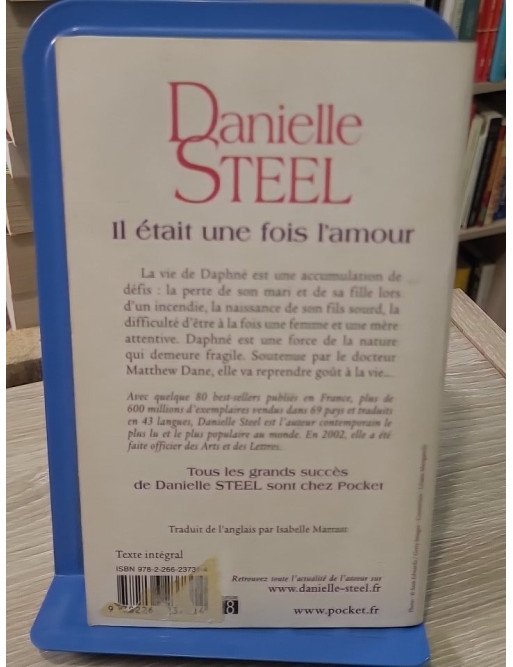 Danielle
STEEL
Il était une fois l'amour
La vie de Daphné est une accumulation de
défis : la perte de son mari et de sa fille lors
d'un incendie, la naissance de son fils sourd, la
difficulté d'être à la fois une femme et une mère
attentive. Daphné est une force de la nature
qui demeure fragile. Soutenue par le docteur
Matthew Dane, elle va reprendre goût à la vie...
Avec quelque 80 best-sellers publiés en France, plus de
600 millions d'exemplaires vendus dans 69 pays et traduits
en 43 langues, Danielle Steel est l'auteur contemporain le
plus lu et le plus populaire au monde. En 2002, elle a été
faite officier des Arts et des Lettres.
Tous les grands succès
de Danielle STEEL sont chez Pocket
Traduit de l'anglais par Isabelle Marrast
Texte intégral
ISBN 978-2-266-237
Retrouvez toute l'actualité de l'auteur sur
www.danielle-steel.fr
www.pocket.fr